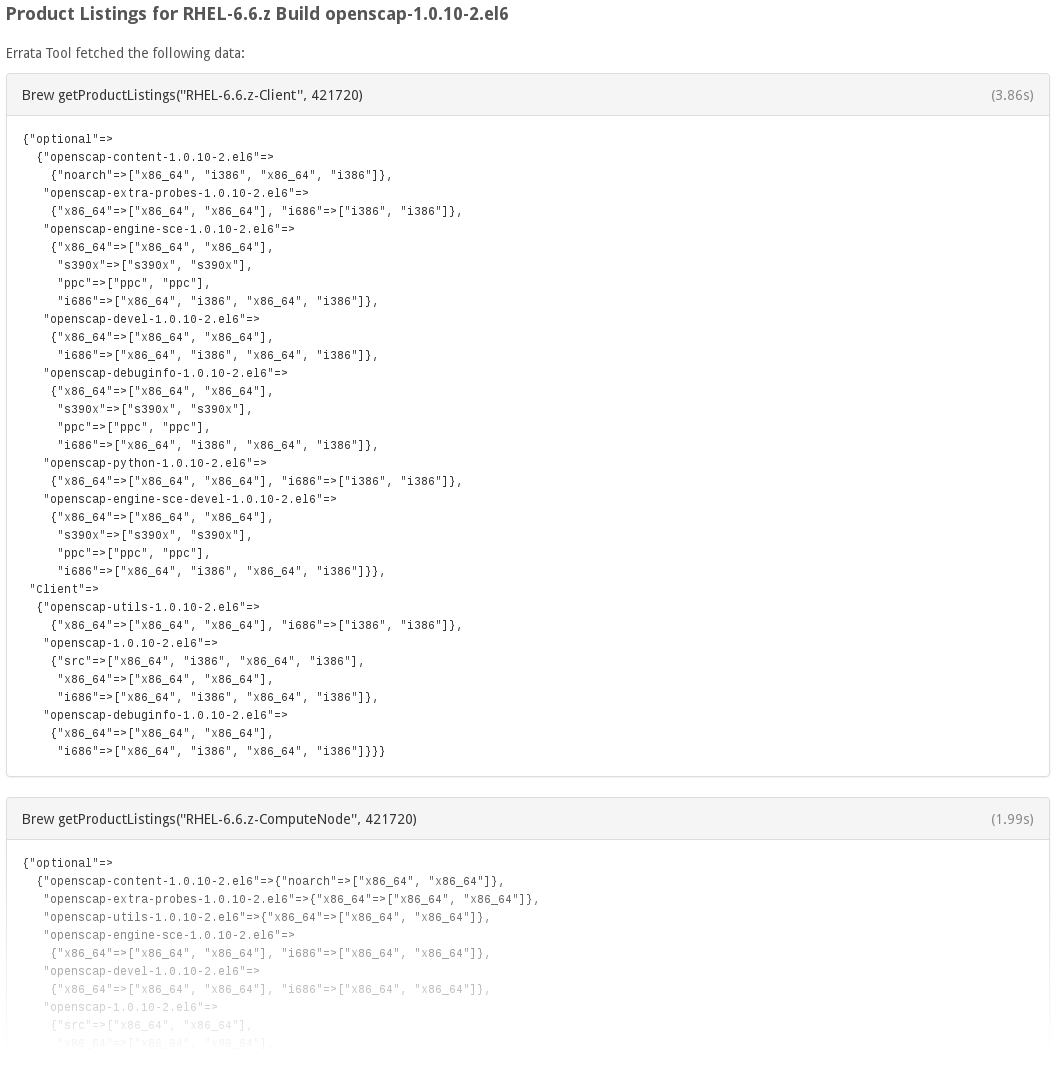 Product Listings for RHEL-6.6.z Build openscap-1.0.10-2.el6
Errata Tool fetched the following data:
Brew getProductListings("RHEL-6.6.z-Client", 421720) (3.86s)
{"optional"=>
  {"openscap-content-1.0.10-2.el6"=>
    {"noarch"=>["x86_64", "i386", "x86_64", "i386"]},
   "openscap-extra-probes-1.0.10-2.el6"=>
    {"x86_64"=>["x86_64", "x86_64"], "i686"=>["i386", "i386"]},
   "openscap-engine-sce-1.0.10-2.el6"=>
    {"x86_64"=>["x86_64", "x86_64"],
     "s390x"=>["s390x", "s390x"],
     "ppc"=>["ppc", "ppc"],
     "i686"=>["x86_64", "i386", "x86_64", "i386"]},
   "openscap-devel-1.0.10-2.el6"=>
    {"x86_64"=>["x86_64", "x86_64"],
     "i686"=>["x86_64", "i386", "x86_64", "i386"]},
   "openscap-debuginfo-1.0.10-2.el6"=>
    {"x86_64"=>["x86_64", "x86_64"],
     "s390x"=>["s390x", "s390x"],
     "ppc"=>["ppc", "ppc"],
     "i686"=>["x86_64", "i386", "x86_64", "i386"]},
   "openscap-python-1.0.10-2.el6"=>
    {"x86_64"=>["x86_64", "x86_64"], "i686"=>["i386", "i386"]},
   "openscap-engine-sce-devel-1.0.10-2.el6"=>
    {"x86_64"=>["x86_64", "x86_64"],
     "s390x"=>["s390x", "s390x"],
     "ppc"=>["ppc", "ppc"],
     "i686"=>["x86_64", "i386", "x86_64", "i386"]}},
 "Client"=>
  {"openscap-utils-1.0.10-2.el6"=>
    {"x86_64"=>["x86_64", "x86_64"], "i686"=>["i386", "i386"]},
   "openscap-1.0.10-2.el6"=>
    {"src"=>["x86_64", "i386", "x86_64", "i386"],
     "x86_64"=>["x86_64", "x86_64"],
     "i686"=>["x86_64", "i386", "x86_64", "i386"]},
   "openscap-debuginfo-1.0.10-2.el6"=>
    {"x86_64"=>["x86_64", "x86_64"],
     "i686"=>["x86_64", "i386", "x86_64", "i386"]}}}
Brew getProductListings("RHEL-6.6.z-ComputeNode", 421720) (1.99s)
{"optional"=>
  {"openscap-content-1.0.10-2.el6"=>{"noarch"=>["x86_64", "x86_64"]},
   "openscap-extra-probes-1.0.10-2.el6"=>{"x86_64"=>["x86_64", "x86_64"]},
   "openscap-utils-1.0.10-2.el6"=>{"x86_64"=>["x86_64", "x86_64"]},
   "openscap-engine-sce-1.0.10-2.el6"=>
    {"x86_64"=>["x86_64", "x86_64"], "i686"=>["x86_64", "x86_64"]},
   "openscap-devel-1.0.10-2.el6"=>
    {"x86_64"=>["x86_64", "x86_64"], "i686"=>["x86_64", "x86_64"]},
   "openscap-1.0.10-2.el6"=>
    {"src"=>["x86_64", "x86_64"],
     "x86_64"=>["x86_64", "x86_64"],